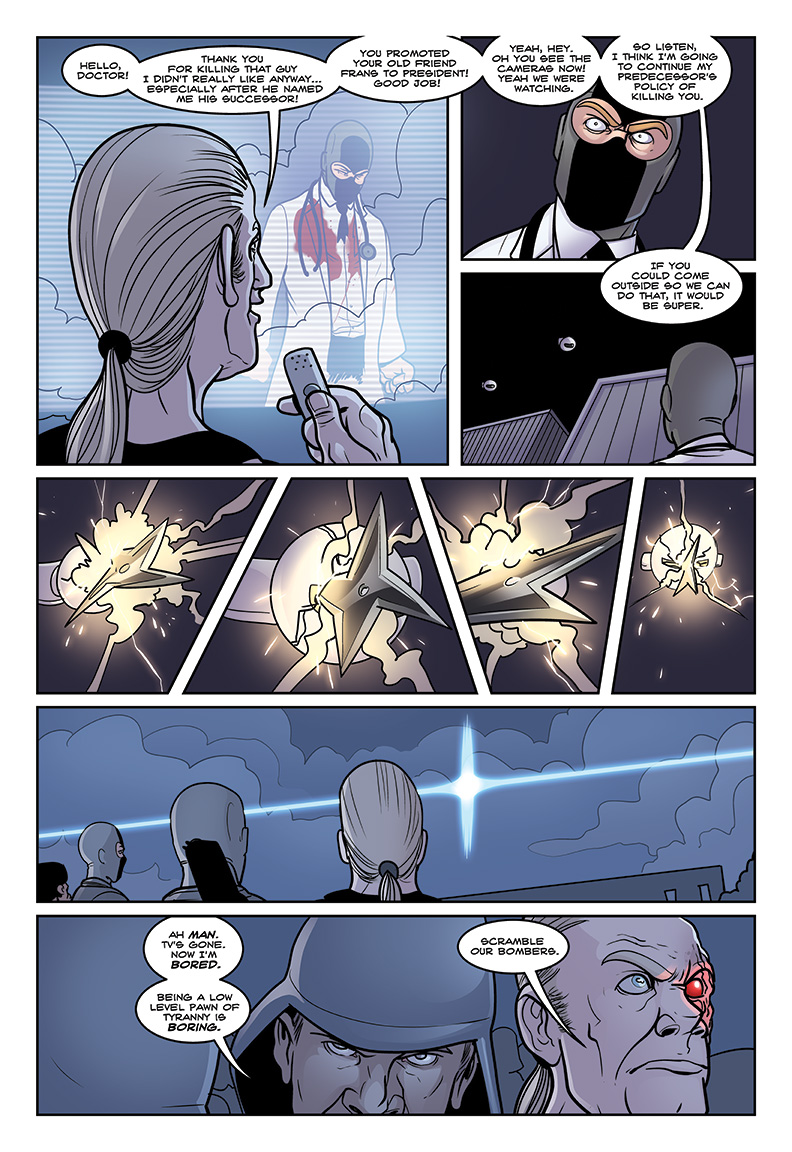 HELLO,
DOCTOR!
THANK YOU
FOR KILLING THAT GUY
I DIDN'T REALLY LIKE ANYWAY...
ESPECIALLY AFTER HE NAMED
ME HIS SUCCESSOR!
YOU PROMOTED
YOUR OLD FRIEND
FRANS TO PRESIDENT!
GOOD JOB!
YEAH, HEY.
OH YOU SEE THE
CAMERAS NOW!
YEAH WE WERE
WATCHING.
SO LISTEN,
I THINK I'M GOING
TO CONTINUE MY
PREDECESSOR'S
POLICY OF
KILLING YOU.
IF YOU
COULD COME
OUTSIDE SO WE CAN
DO THAT, IT WOULD
BE SUPER.
AH MAN.
TV'S GONE.
NOW I'M
BORED.
BEING A LOW
LEVEL PAWN OF
TYRANNY IS
BORING.
SCRAMBLE
OUR BOMBERS.